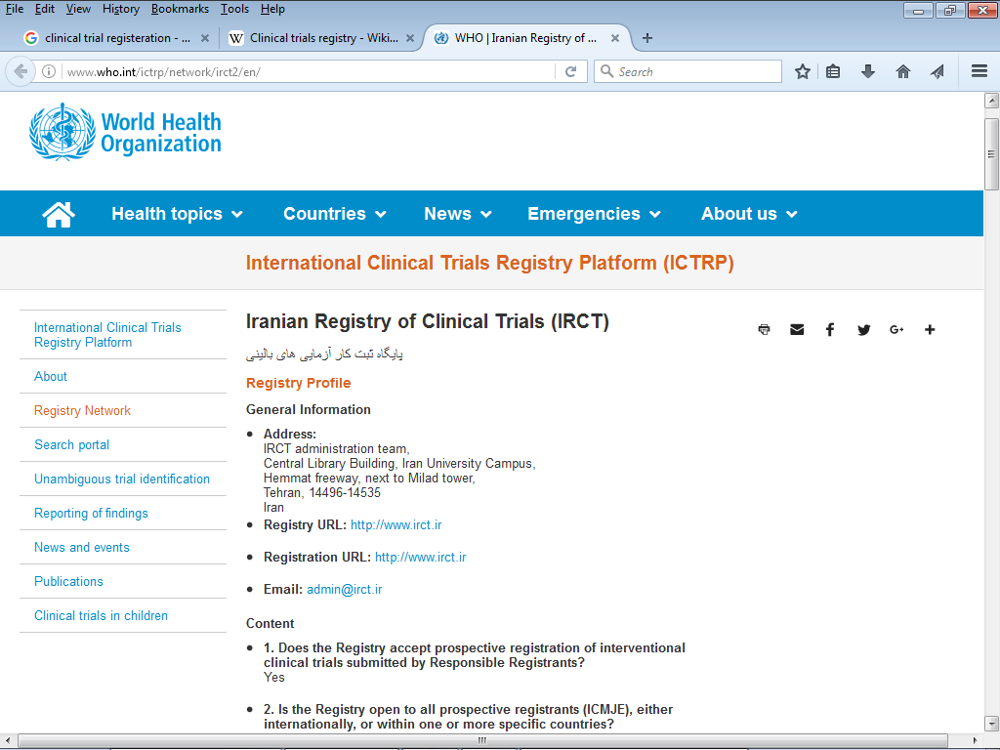 File Edit View History Bookmarks Tools Help
clinical trial registeration - ...
Clinical trials registry - Wiki...
WHO | Iranian Registry of ...
www.who.int/ictrp/network/irct2/en/
Search
World Health
Organization
Health topics
Countries
News
Emergencies
About us
International Clinical Trials Registry Platform (ICTRP)
International Clinical Trials
Registry Platform
About
Registry Network
Search portal
Unambiguous trial identification
Reporting of findings
News and events
Publications
Clinical trials in children
Iranian Registry of Clinical Trials (IRCT)
پایگاه ثبت کار آزمایی های بالینی
Registry Profile
General Information
Address:
IRCT administration team,
Central Library Building, Iran University Campus,
Hemmat freeway, next to Milad tower,
Tehran, 14496-14535
Iran
Registry URL: http://www.irct.ir
Registration URL: http://www.irct.ir
Email: admin@irct.ir
Content
1. Does the Registry accept prospective registration of interventional
clinical trials submitted by Responsible Registrants?
Yes
2. Is the Registry open to all prospective registrants (ICMJE), either
internationally, or within one or more specific countries?